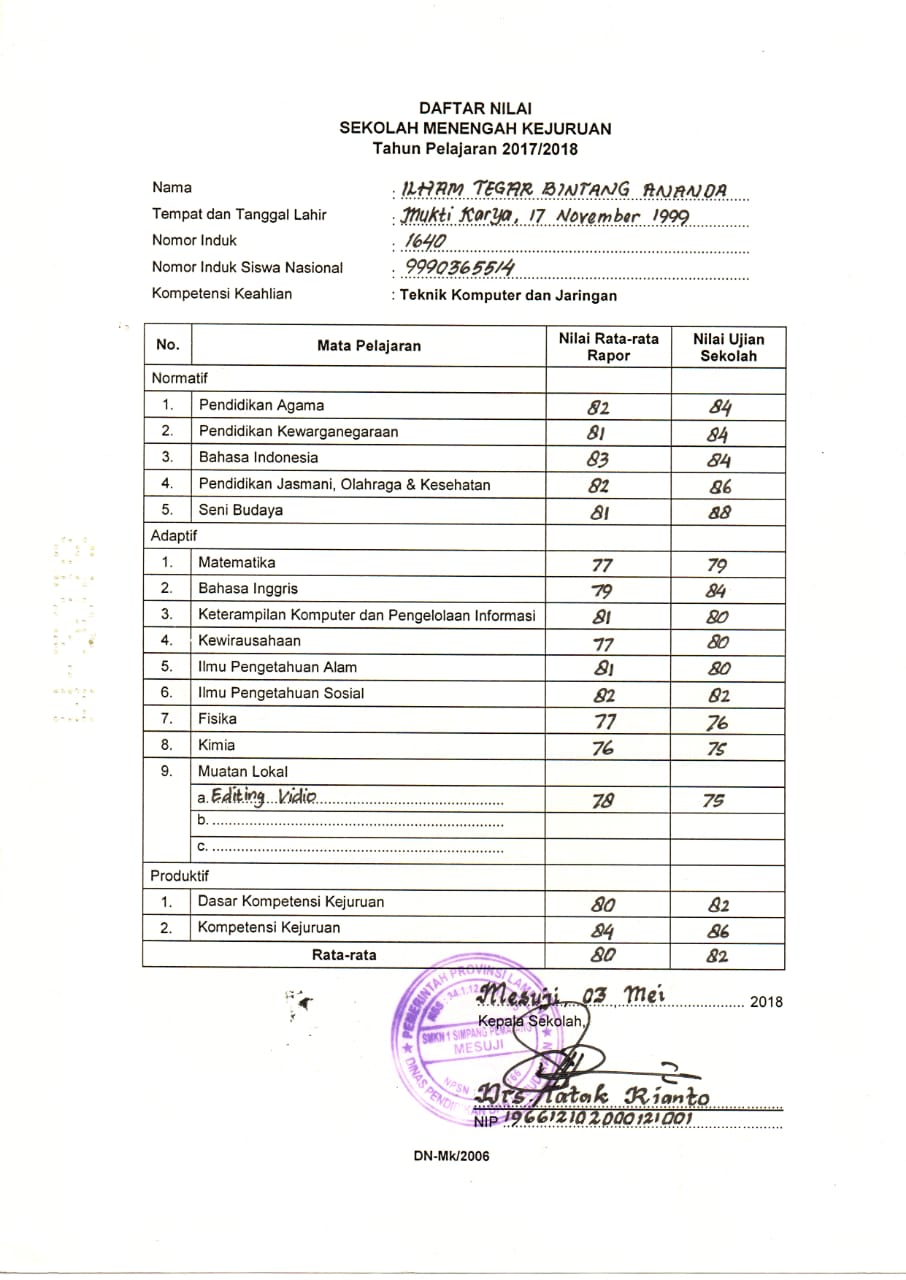 DAFTAR NILAI
SEKOLAH MENENGAH KEJURUAN
Tahun Pelajaran 2017/2018
Nama : ILHAM TEGAR BINTANG ANANDA
Tempat dan Tanggal Lahir : Mukti Karya, 17 November 1999
Nomor Induk : 1640
Nomor Induk Siswa Nasional : 9990365514
Kompetensi Keahlian : Teknik Komputer dan Jaringan
No. Mata Pelajaran Nilai Rata-rata Rapor Nilai Ujian Sekolah
Normatif
1. Pendidikan Agama 82 84
2. Pendidikan Kewarganegaraan 81 84
3. Bahasa Indonesia 83 84
4. Pendidikan Jasmani, Olahraga & Kesehatan 82 86
5. Seni Budaya 81 88
Adaptif
1. Matematika 77 79
2. Bahasa Inggris 79 84
3. Keterampilan Komputer dan Pengelolaan Informasi 81 80
4. Kewirausahaan 77 80
5. Ilmu Pengetahuan Alam 81 80
6. Ilmu Pengetahuan Sosial 82 82
7. Fisika 77 76
8. Kimia 76 75
9. Muatan Lokal
a. Editing Vidio 78 75
b.
c.
Produktif
1. Dasar Kompetensi Kejuruan 80 82
2. Kompetensi Kejuruan 84 86
Rata-rata 80 82
Mesuji, 03 Mei 2018
Kepala Sekolah,
PEMERINTAH PROVINSI
NSS : 34.1.12
SMKN 1 SIMPANG PEMATANG
MESUJI
NPSN
DINAS PENDIDIKAN
Drs. Tatak Rianto
NIP 196612102000121001
DN-Mk/2006